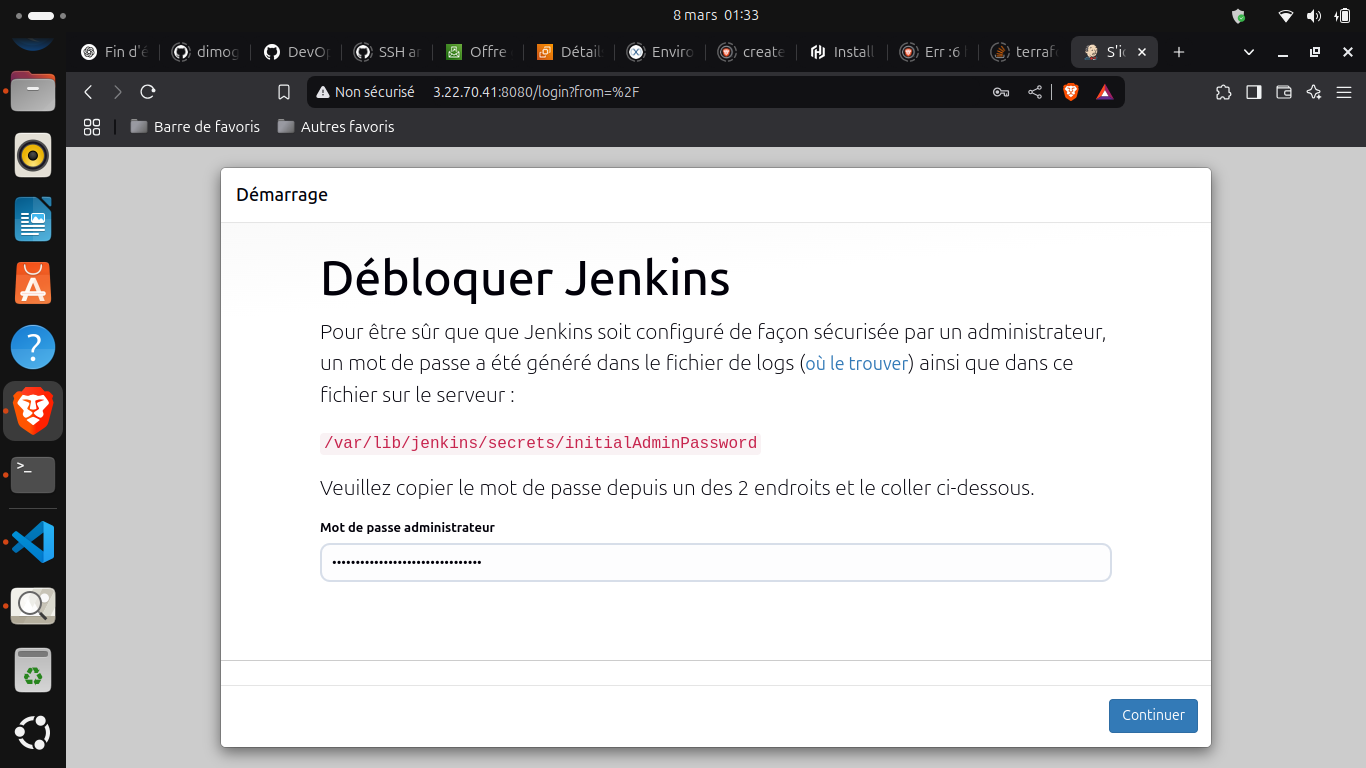 8 mars 01:33
Fin d'é
dimog
DevOp
SSH ar
Offre
Détail
Enviro
create
Install
Err :6
terrafo
S'id
Non sécurisé 3.22.70.41:8080/login?from=%2F
Barre de favoris
Autres favoris
Démarrage
Débloquer Jenkins
Pour être sûr que que Jenkins soit configuré de façon sécurisée par un administrateur,
un mot de passe a été généré dans le fichier de logs (où le trouver) ainsi que dans ce
fichier sur le serveur :
/var/lib/jenkins/secrets/initialAdminPassword
Veuillez copier le mot de passe depuis un des 2 endroits et le coller ci-dessous.
Mot de passe administrateur
Continuer